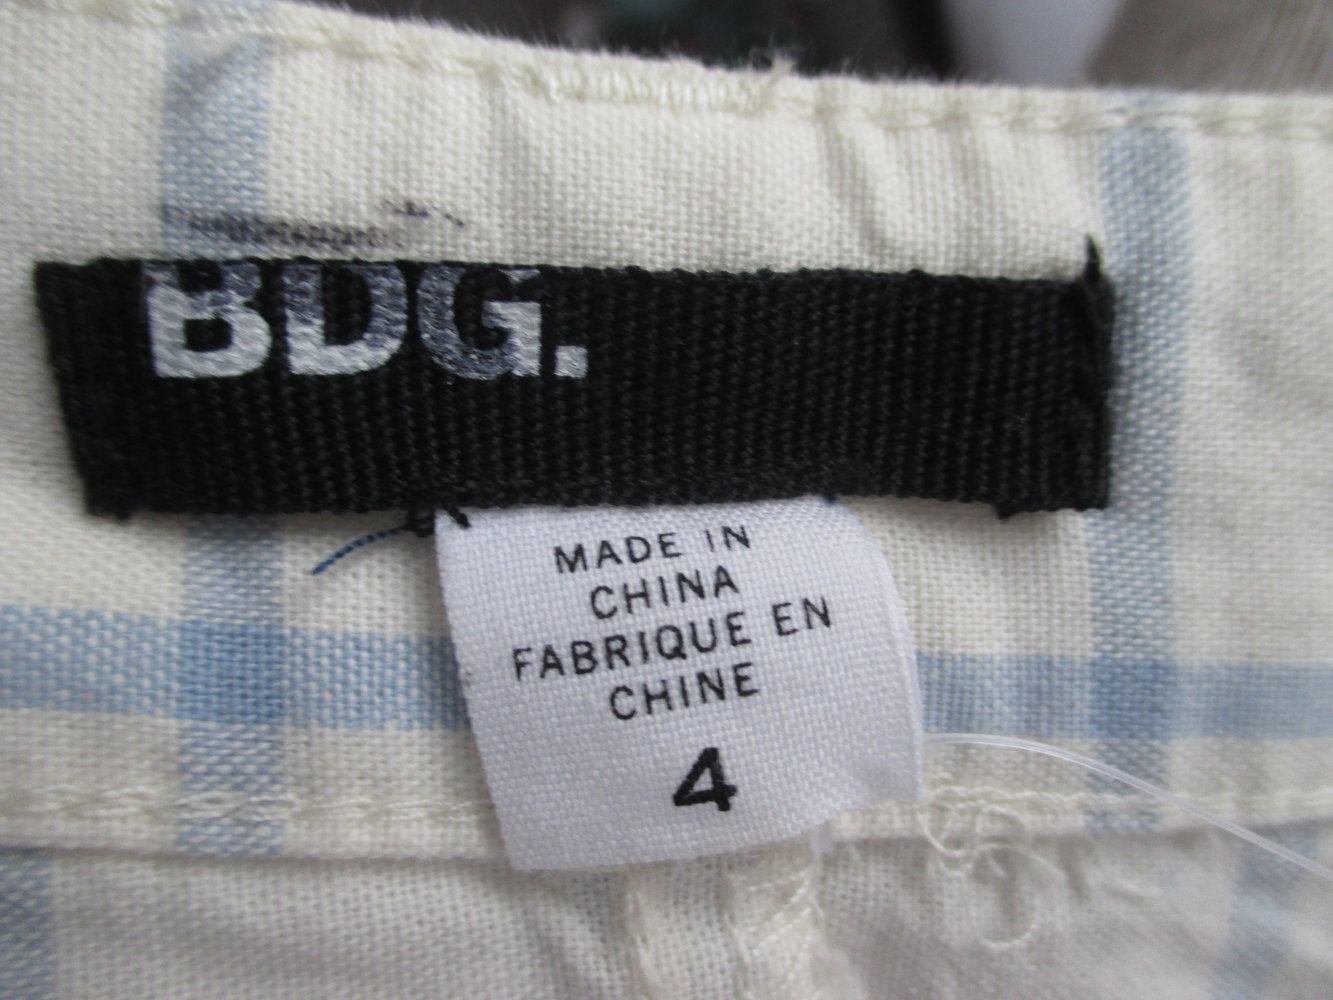 BDG.
MADE IN
CHINA
FABRIQUE EN
CHINE
4